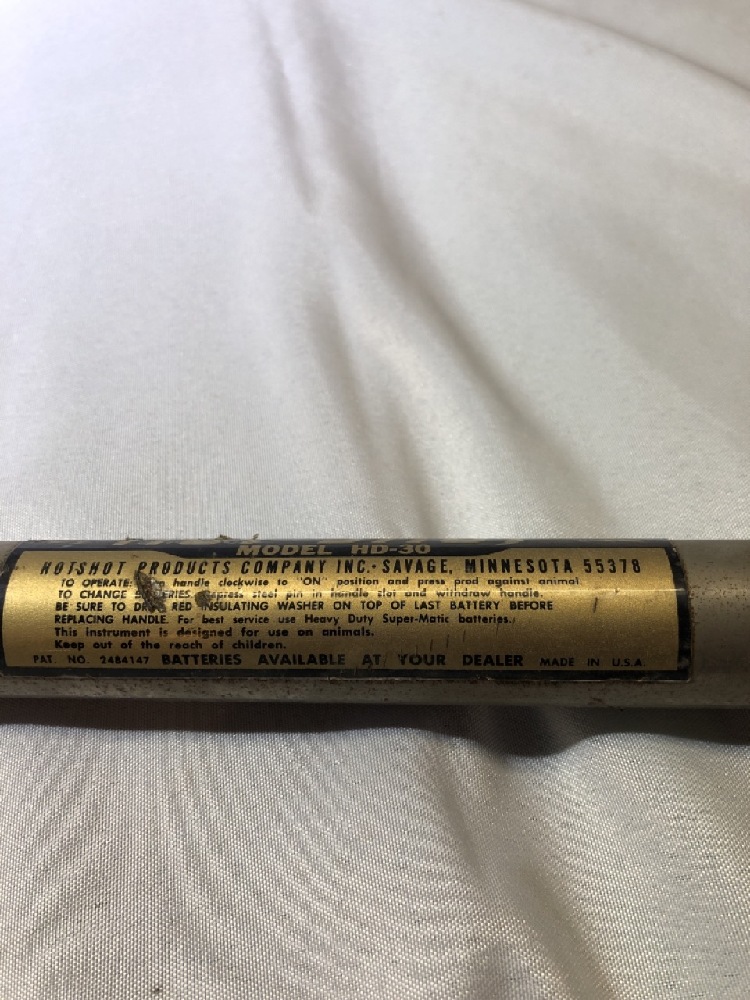 MODEL HD-30
HOTSHOT PRODUCTS COMPANY INC. • SAVAGE, MINNESOTA 55378
TO OPERATE: handle clockwise to "ON" position and press prod against animal.
TO CHANGE steel pin in handle slot and withdraw handle.
BE SURE TO RED INSULATING WASHER ON TOP OF LAST BATTERY BEFORE
REPLACING HANDLE. For best service use Heavy Duty Super-Matic batteries.
This instrument is designed for use on animals.
Keep out of the reach of children.
PAT. NO. 2484147 BATTERIES AVAILABLE AT YOUR DEALER MADE IN U.S.A.